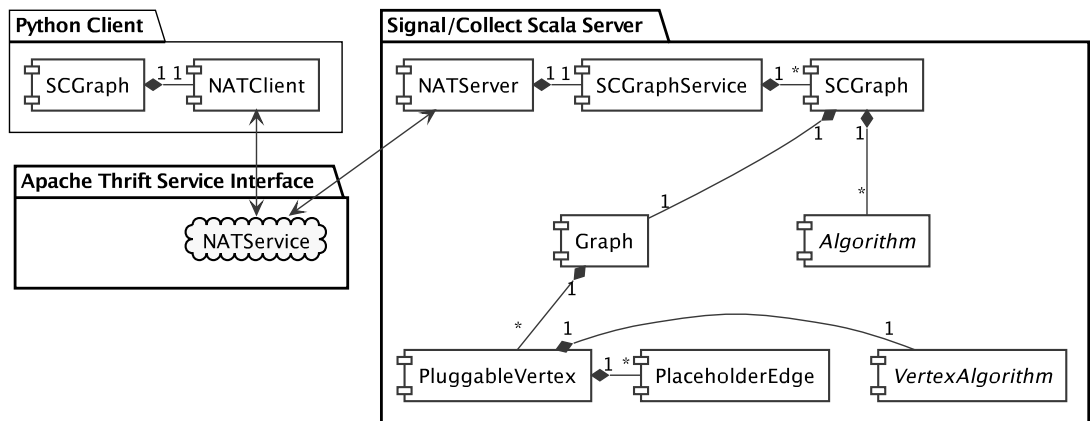 Python Client
SCGraph
1
1
NATClient
Apache Thrift Service Interface
NATService
Signal/Collect Scala Server
NATServer
1
1
SCGraphService
1
*
SCGraph
1
1
1
*
Graph
Algorithm
1
*
1
1
PluggableVertex
1
*
PlaceholderEdge
VertexAlgorithm